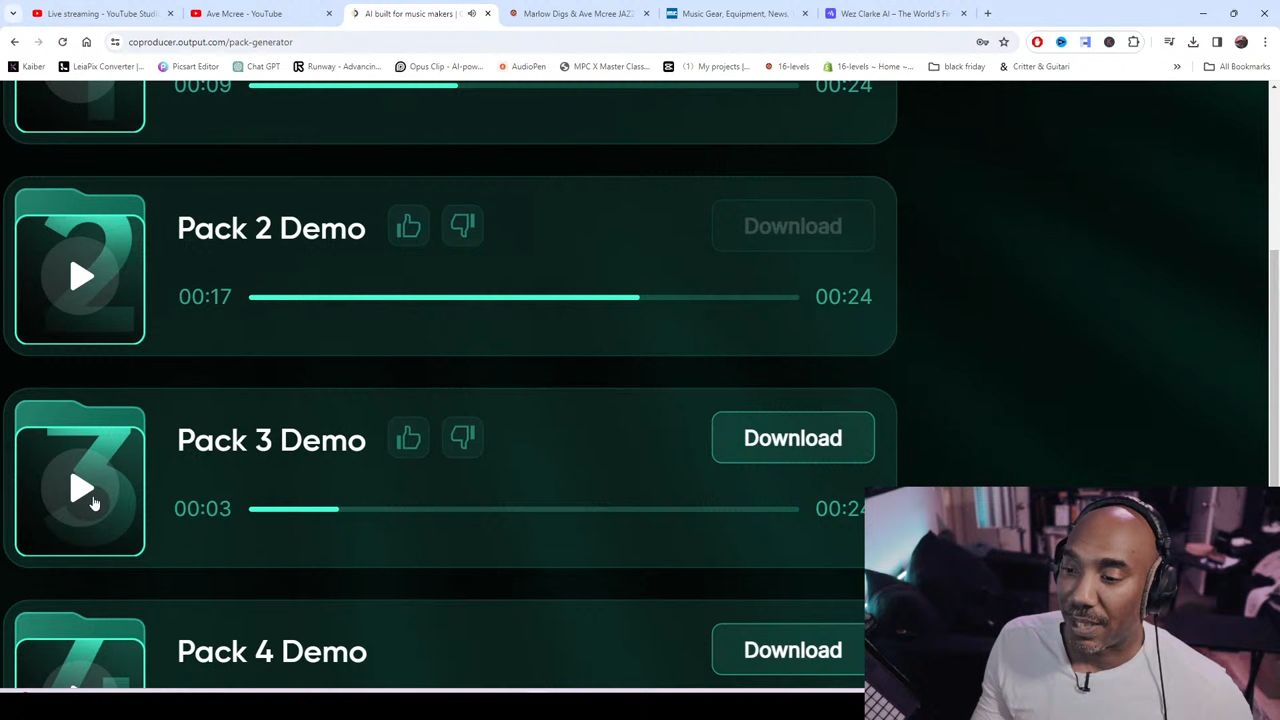 Live streaming - YouTube Studi
Ave Mcree - YouTube
AI built for music makers | C
Marlow Digs & Ave Mcree JAZZ
Music Gear, Equipment, News,
Wez Clarke AI – The World's Fir
coproducer.output.com/pack-generator
Kaiber
LeiaPix Converter |...
Picsart Editor
Chat GPT
Runway - Advancin...
Opus Clip - AI-pow...
AudioPen
MPC X Master Class...
(1) My projects |...
16-levels
16-levels ~ Home ~...
black friday
Critter & Guitari
All Bookmarks
00:09
00:24
Pack 2 Demo
Download
00:17
00:24
Pack 3 Demo
Download
00:03
Pack 4 Demo
Download